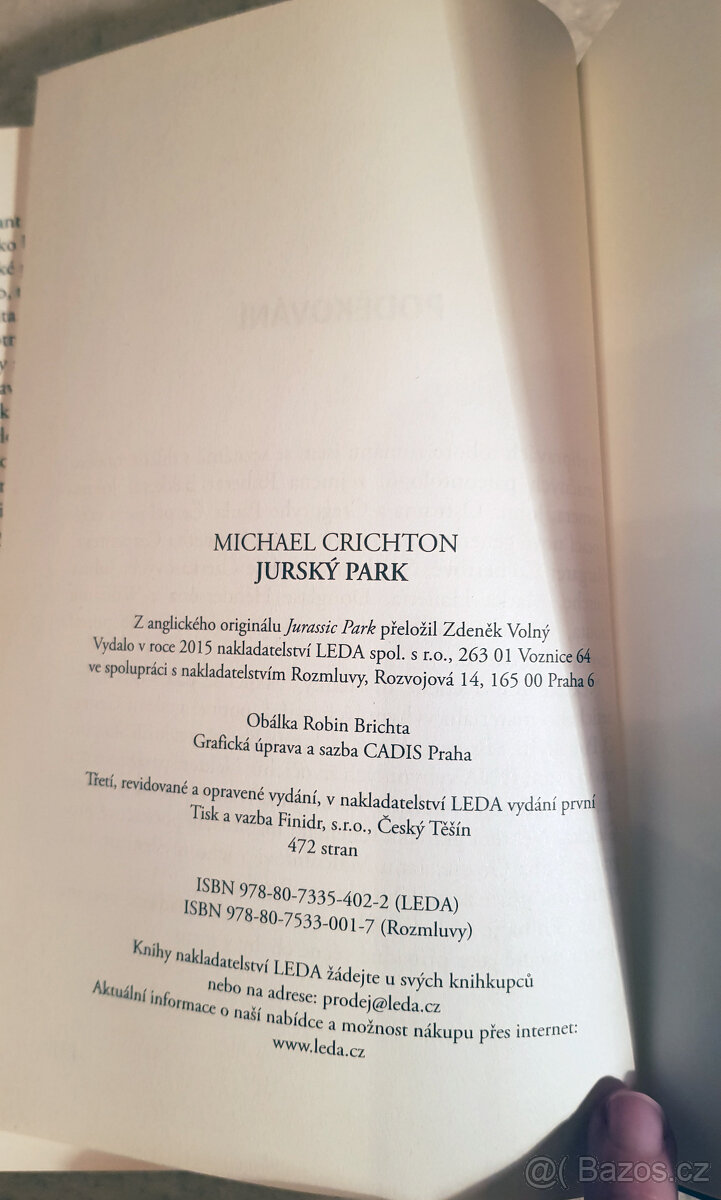 MICHAEL CRICHTON
JURSKÝ PARK
Z anglického originálu Jurassic Park přeložil Zdeněk Volný
Vydalo v roce 2015 nakladatelství LEDA spol. s r.o., 263 01 Voznice 64
ve spolupráci s nakladatelstvím Rozmluvy, Rozvojová 14, 165 00 Praha 6
Obálka Robin Brichta
Grafická úprava a sazba CADIS Praha
Třetí, revidované a opravené vydání, v nakladatelství LEDA vydání první
Tisk a vazba Finidr, s.r.o., Český Těšín
472 stran
ISBN 978-80-7335-402-2 (LEDA)
ISBN 978-80-7533-001-7 (Rozmluvy)
Knihy nakladatelství LEDA žádejte u svých knihkupců
nebo na adrese: prodej@leda.cz
Aktuální informace o naší nabídce a možnost nákupu přes internet:
www.leda.cz
Bazos.cz